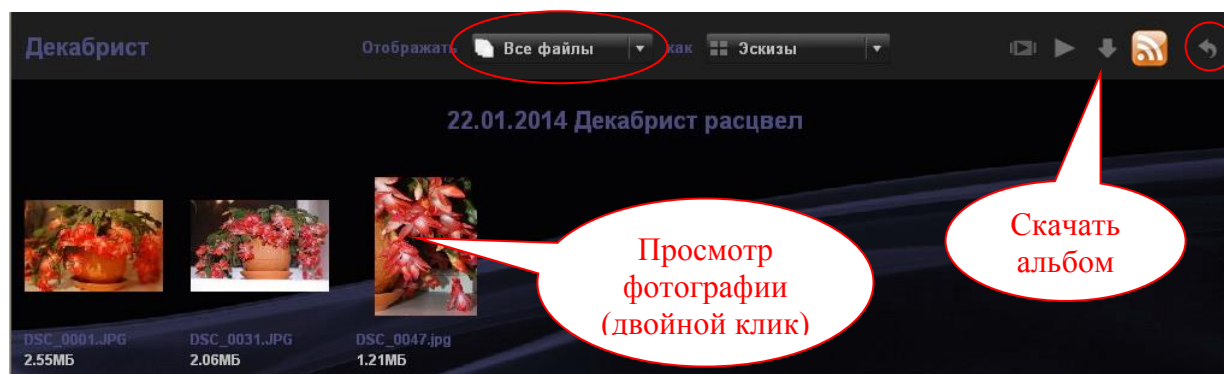 Декабрист
Отображать Все файлы как Эскизы
22.01.2014 Декабрист расцвел
Скачать
альбом
Просмотр
фотографии
(двойной клик)
DSC_0001.JPG DSC_0031.JPG DSC_0047.jpg
2.55МБ 2.06МБ 1.21МБ